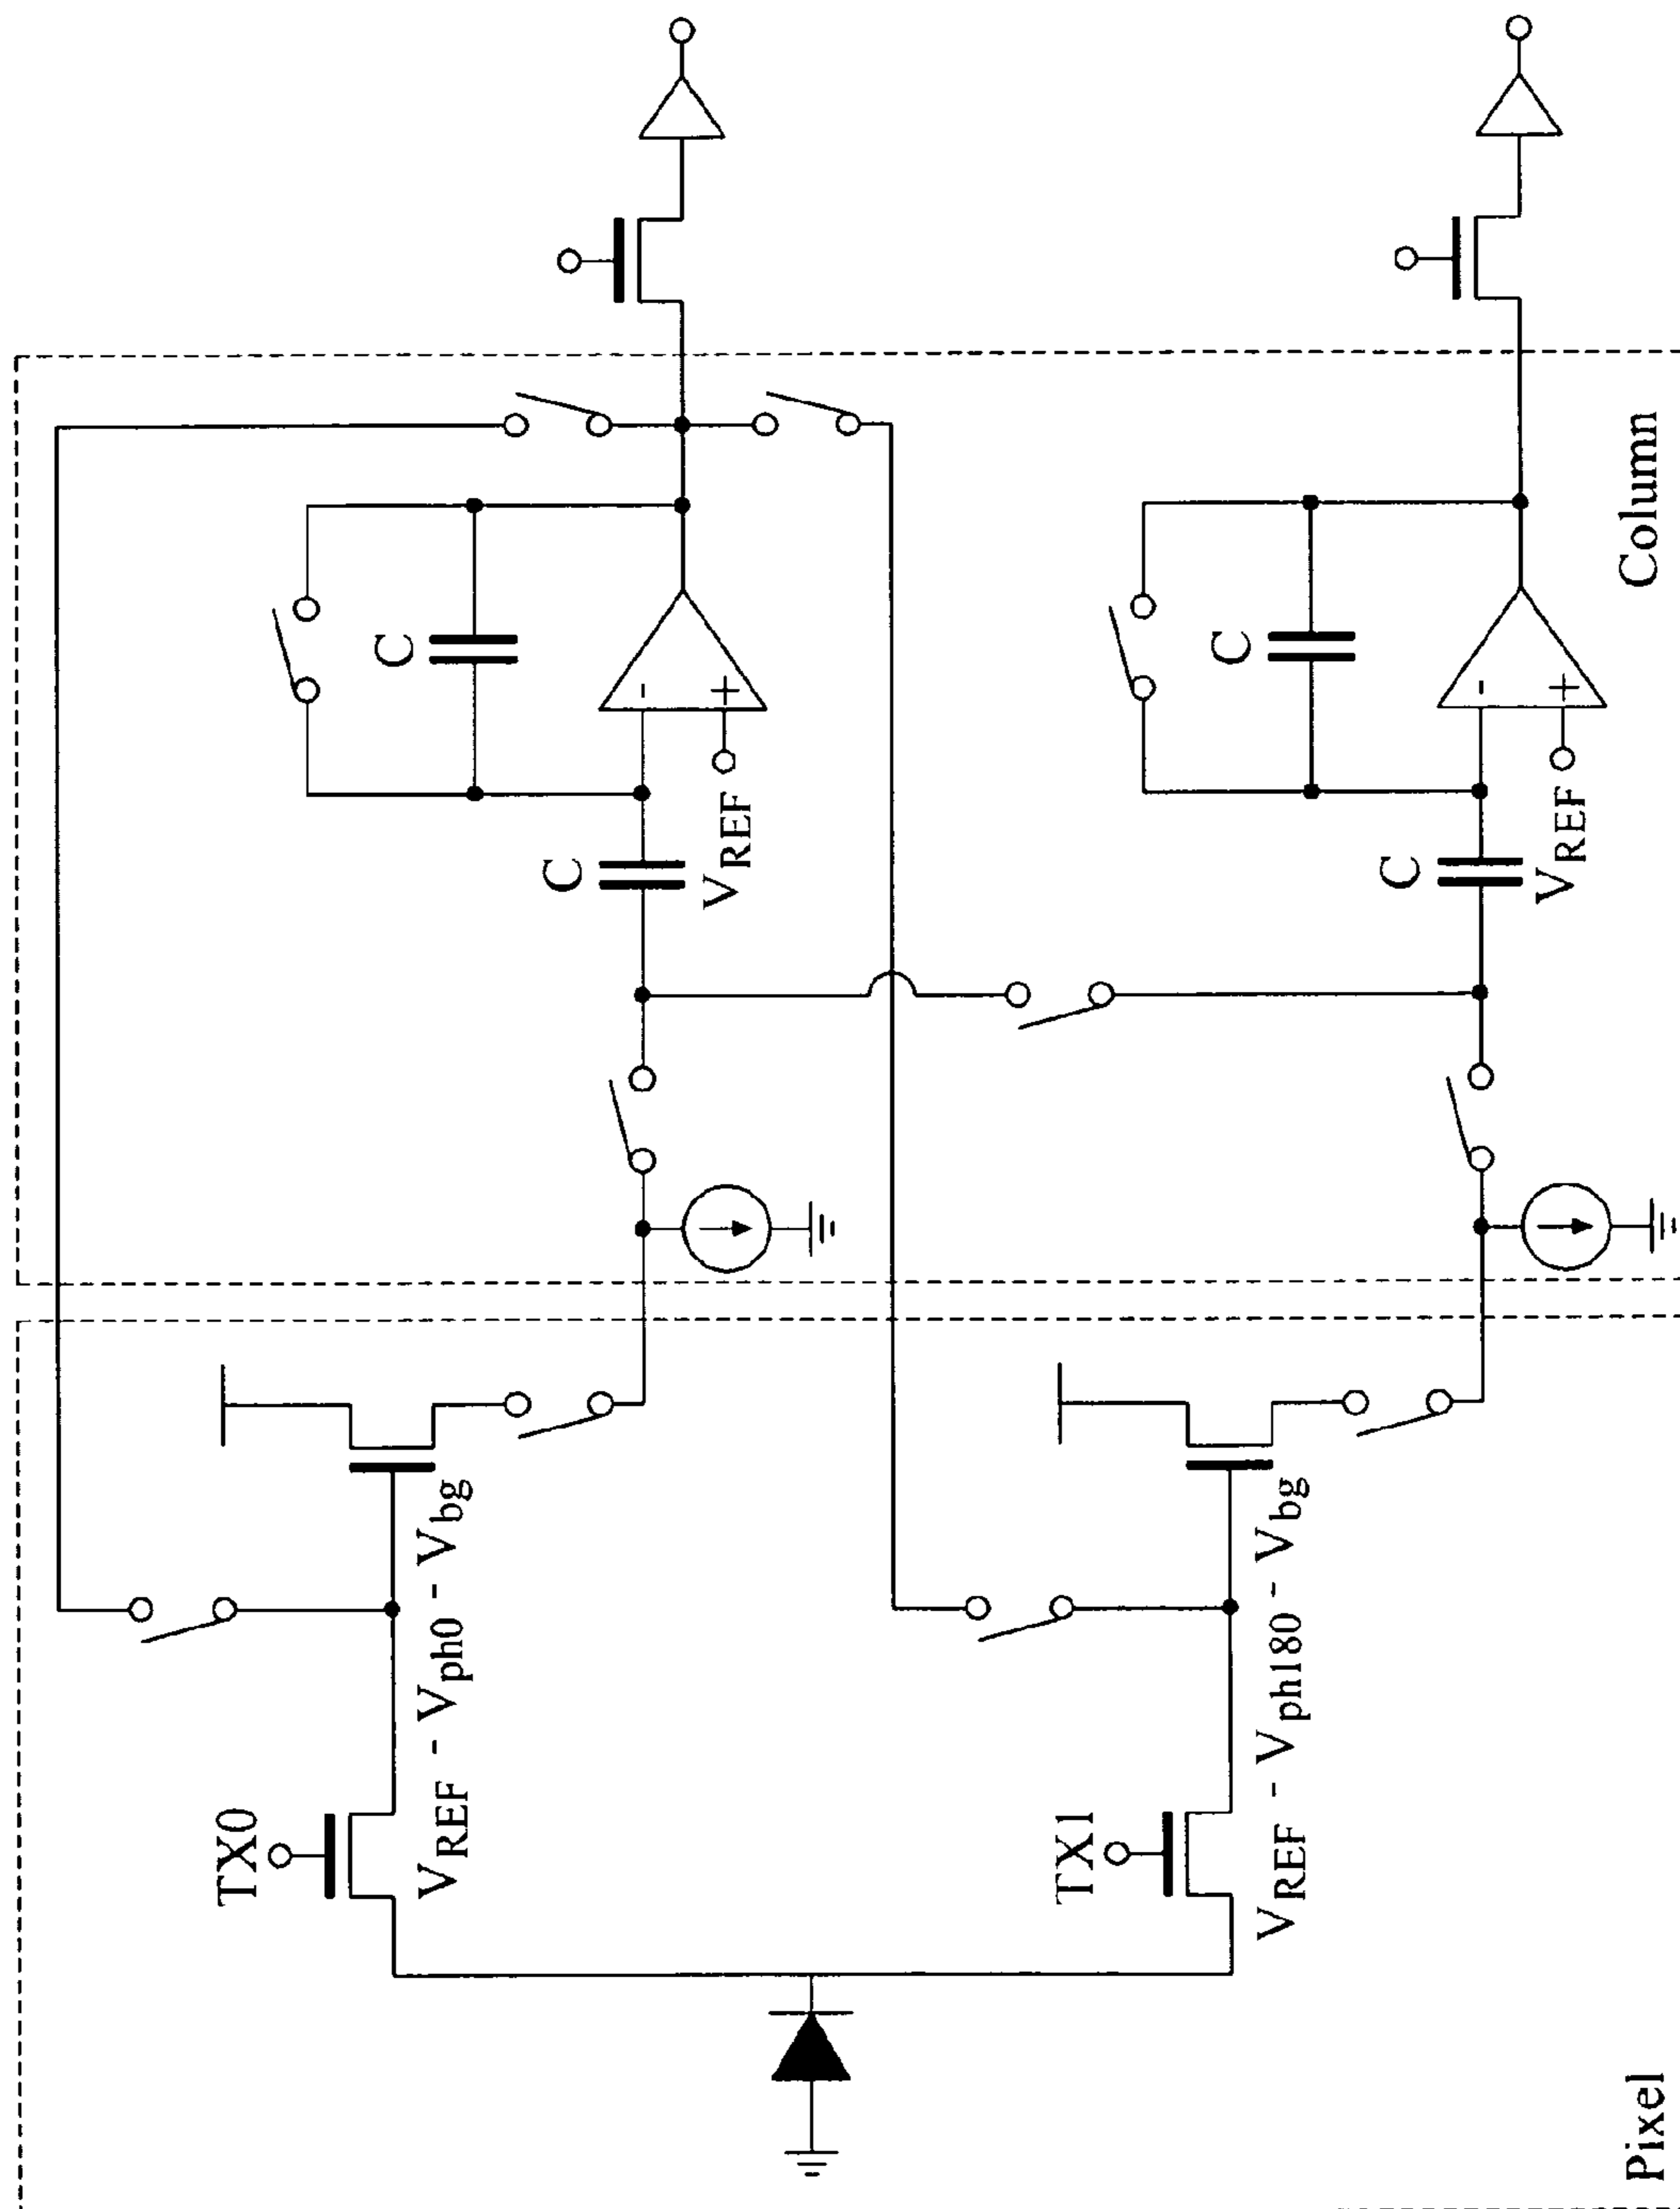 TX0
V_REF - V_ph0 - V_bg
C
C
-
+
V_REF
TX1
V_REF - V_ph180 - V_bg
C
C
-
+
V_REF
Pixel
Column